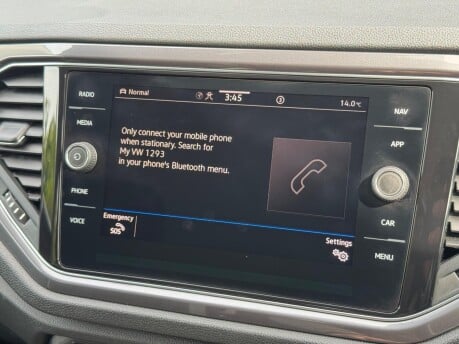 RADIO
MEDIA
PHONE
VOICE
Normal
3:45
2
14.0°C
Only connect your mobile phone
when stationary. Search for
My VW 1293
in your phone's Bluetooth menu.
Emergency
SOS
Settings
NAV
APP
CAR
MENU